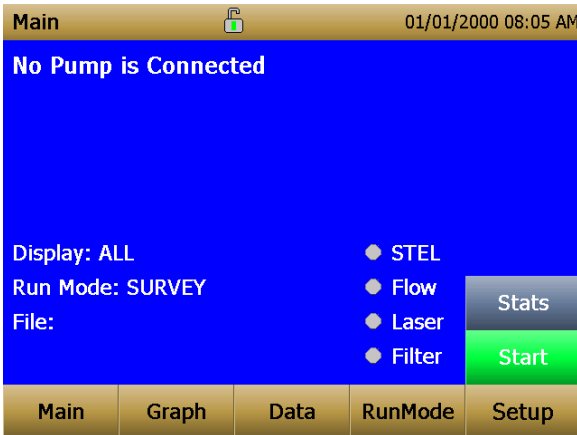 Main 01/01/2000 08:05 AM
No Pump is Connected
Display: ALL
STEL
Run Mode: SURVEY
Flow
File:
Laser
Filter
Stats
Start
Main Graph Data RunMode Setup